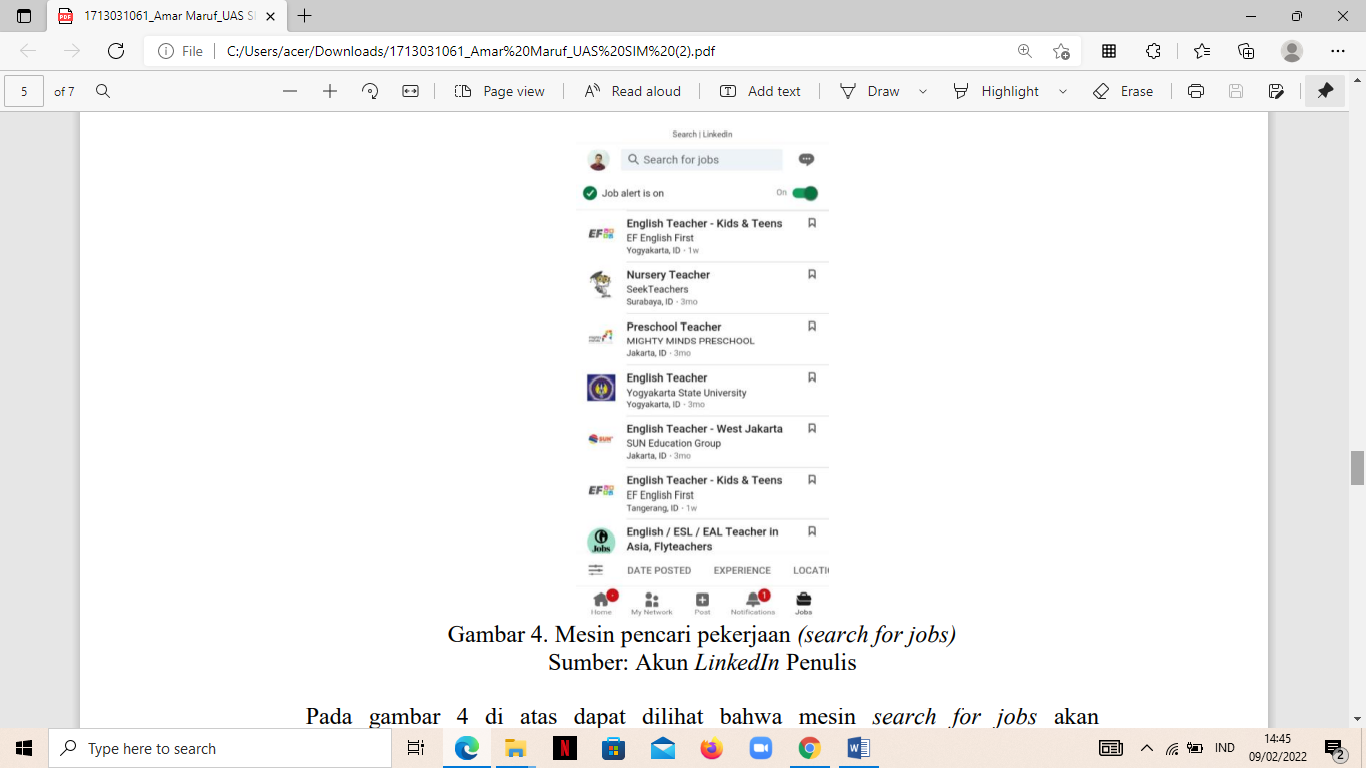 1713031061_Amar Maruf_UAS SI
File
C:/Users/acer/Downloads/1713031061_Amar%20Maruf_UAS%20SIM%20(2).pdf
5 of 7
Page view
Read aloud
Add text
Draw
Highlight
Erase
Search | LinkedIn
Search for jobs
Job alert is on
On
English Teacher - Kids & Teens
EF English First
Yogyakarta, ID · 1w
Nursery Teacher
SeekTeachers
Surabaya, ID · 3mo
Preschool Teacher
MIGHTY MINDS PRESCHOOL
Jakarta, ID · 3mo
English Teacher
Yogyakarta State University
Yogyakarta, ID · 3mo
English Teacher - West Jakarta
SUN Education Group
Jakarta, ID · 3mo
English Teacher - Kids & Teens
EF English First
Tangerang, ID · 1w
English / ESL / EAL Teacher in
Asia, Flyteachers
EF
SUN
EF
Jobs
DATE POSTED
EXPERIENCE
LOCATI
1
Home
My Network
Post
Notifications
Jobs
Gambar 4. Mesin pencari pekerjaan (search for jobs)
Sumber: Akun LinkedIn Penulis
Pada gambar 4 di atas dapat dilihat bahwa mesin search for jobs akan
Type here to search
IND
14:45
09/02/2022
2